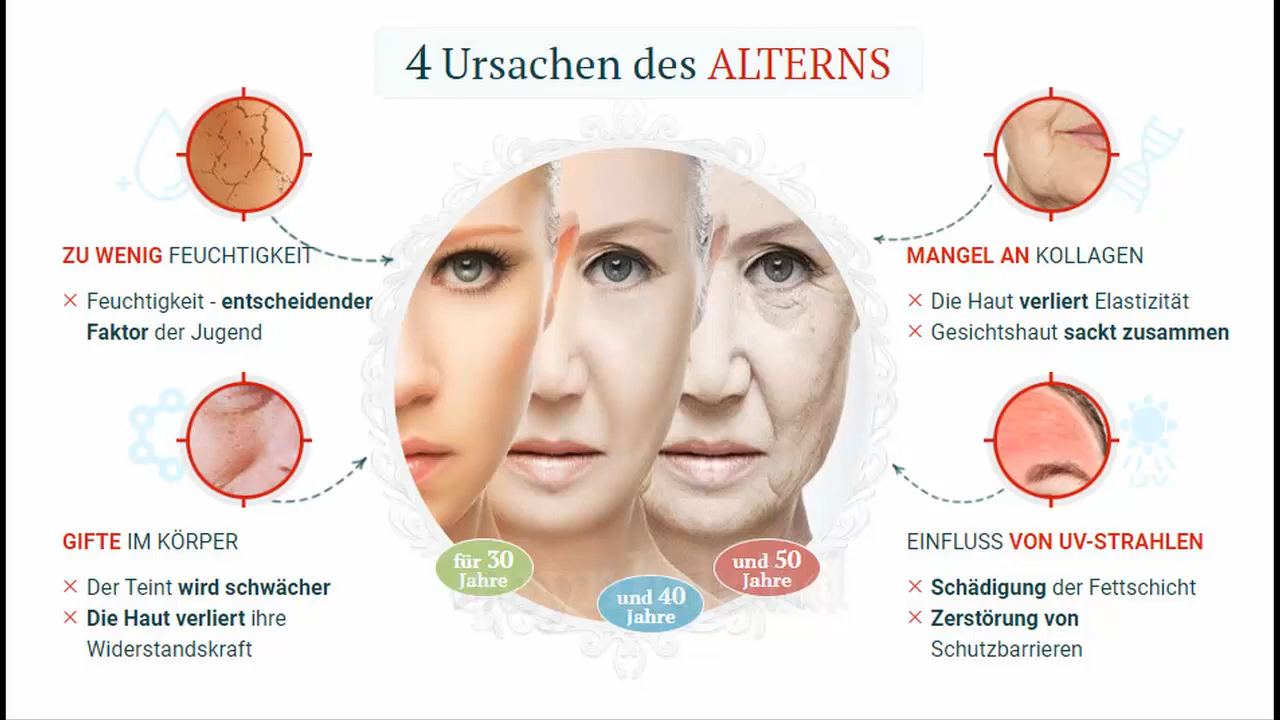 4 Ursachen des ALTERNS
ZU WENIG FEUCHTIGKEIT
Feuchtigkeit - entscheidender
Faktor der Jugend
MANGEL AN KOLLAGEN
Die Haut verliert Elastizität
Gesichtshaut sackt zusammen
GIFTE IM KÖRPER
Der Teint wird schwächer
Die Haut verliert ihre
Widerstandskraft
EINFLUSS VON UV-STRAHLEN
Schädigung der Fettschicht
Zerstörung von
Schutzbarrieren
für 30
Jahre
und 40
Jahre
und 50
Jahre
UV